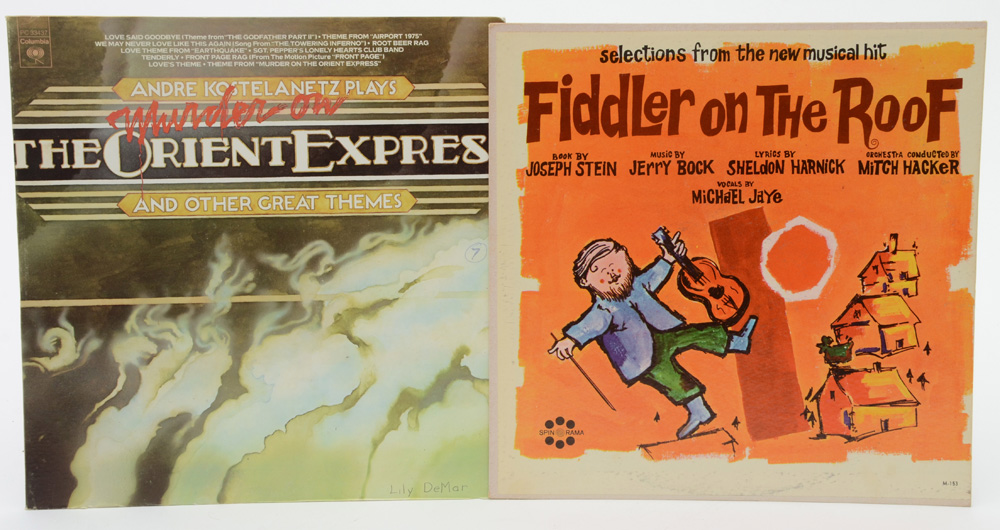 PC 33437
Columbia
LOVE SAID GOODBYE (Theme from "THE GODFATHER PART II") • THEME FROM "AIRPORT 1975"
WE MAY NEVER LOVE LIKE THIS AGAIN (Song From "THE TOWERING INFERNO") • ROOT BEER RAG
LOVE THEME FROM "EARTHQUAKE" • SGT. PEPPER'S LONELY HEARTS CLUB BAND
TENDERLY • FRONT PAGE RAG (From The Motion Picture "FRONT PAGE")
LOVE'S THEME • THEME FROM "MURDER ON THE ORIENT EXPRESS"
ANDRE KOSTELANETZ PLAYS
Murder on
THE ORIENT EXPRES
AND OTHER GREAT THEMES
7
Lily DeMar
selections from the new musical hit
FiddLer on THe RooF
BOOK BY
JOSEPH STEIN
MUSIC BY
JERRY BOCK
LYRICS BY
SHELDON HARNICK
ORCHESTRA CONDUCTED BY
MITCH HACKER
VOCALS BY
MICHAEL JAYE
SPIN O RAMA
M-153